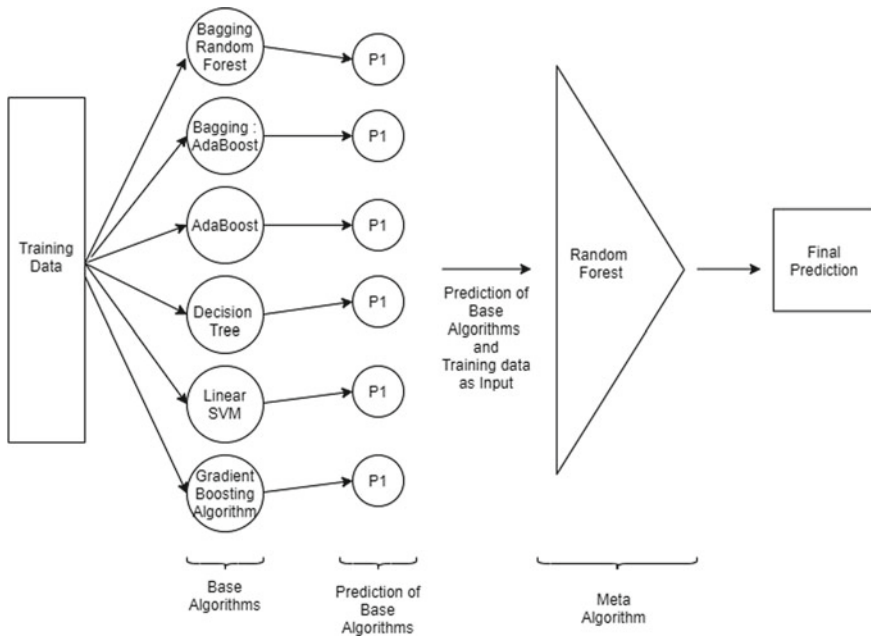 Training
Data
Bagging
Random
Forest
P1
Bagging :
AdaBoost
P1
AdaBoost
P1
Decision
Tree
P1
Linear
SVM
P1
Gradient
Boosting
Algorithm
P1
Prediction of
Base
Algorithms
and
Training data
as Input
Random
Forest
Final
Prediction
Base
Algorithms
Prediction of
Base
Algorithms
Meta
Algorithm